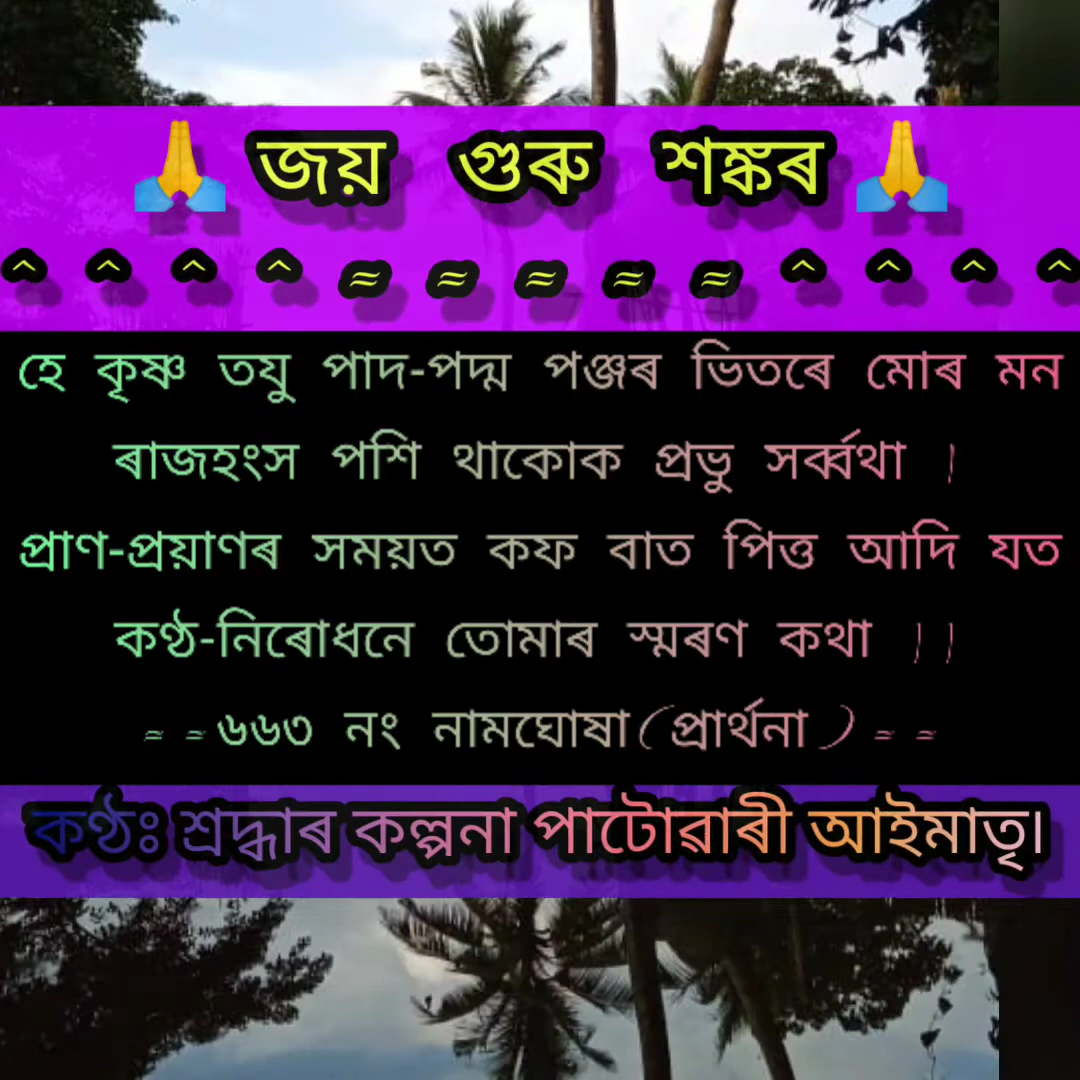 🙏 জয় গুৰু শঙ্কৰ 🙏
^ ^ ^ ^ ≈ ≈ ≈ ≈ ≈ ^ ^ ^ ^
হে কৃষ্ণ তযু পাদ-পদ্ম পঞ্জৰ ভিতৰে মোৰ মন
ৰাজহংস পশি থাকোক প্ৰভু সৰ্ব্বথা ।
প্ৰাণ-প্ৰয়াণৰ সময়ত কফ বাত পিত্ত আদি যত
কণ্ঠ-নিৰোধনে তোমাৰ স্মৰণ কথা ।।
= =৬৬৩ নং নামঘোষা(প্ৰাৰ্থনা)= =
কণ্ঠঃ শ্ৰদ্ধাৰ কল্পনা পাটোৱাৰী আইমাতৃ।